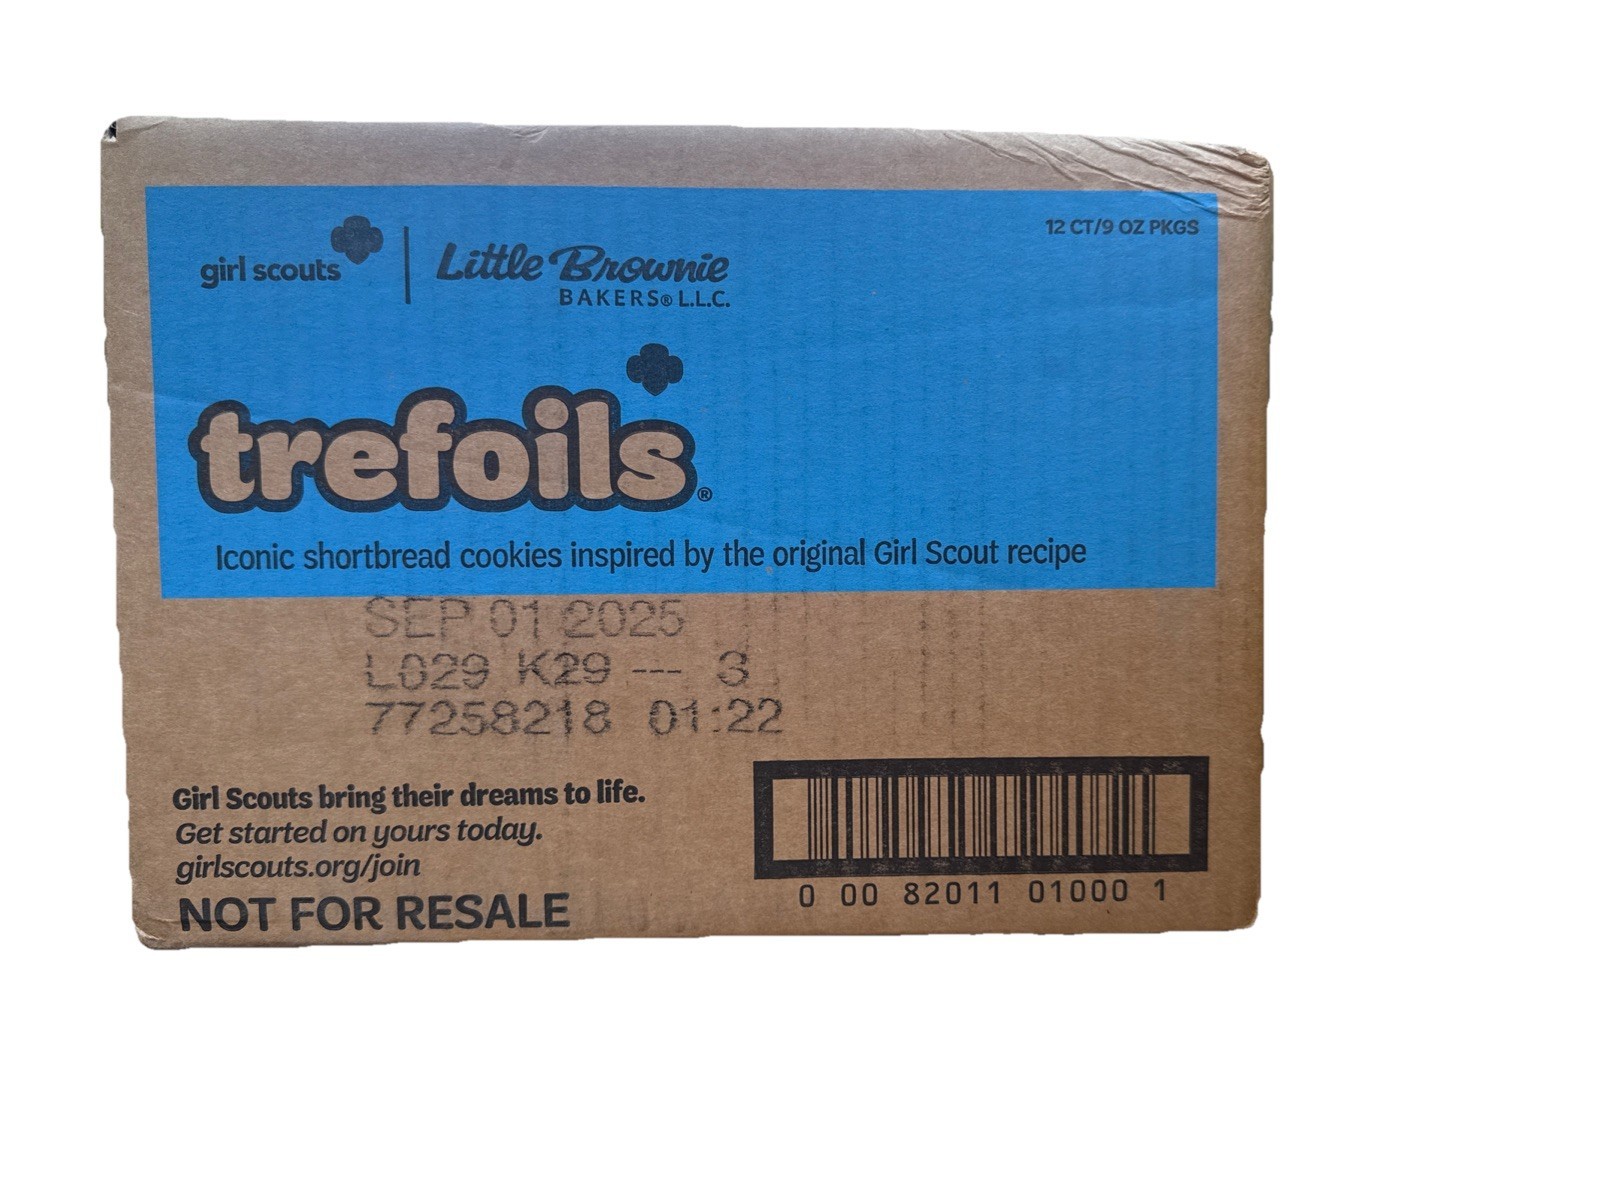 girl scouts
Little Brownie
BAKERS® L.L.C.
12 CT/9 OZ PKGS
trefoils®
Iconic shortbread cookies inspired by the original Girl Scout recipe
SEP 01 2025
L029 K29 --- 3
77258218 01:22
Girl Scouts bring their dreams to life.
Get started on yours today.
girlscouts.org/join
NOT FOR RESALE
0 00 82011 01000 1